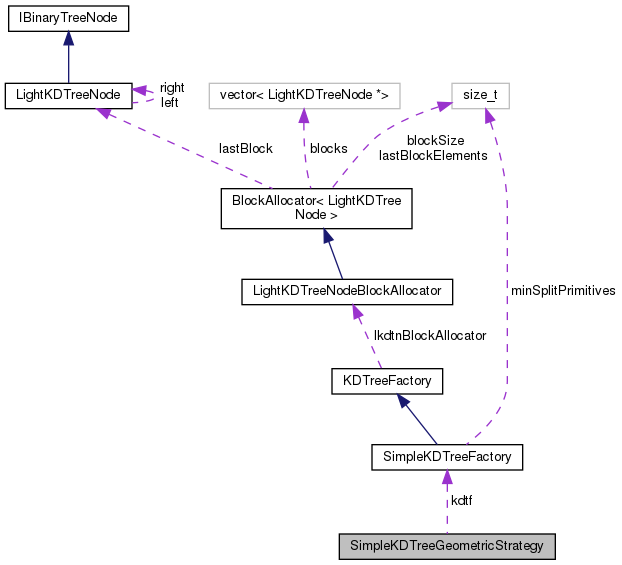 IBinaryTreeNode
LightKDTreeNode
right
left
vector< LightKDTreeNode *>
size_t
lastBlock
blocks
blockSize
lastBlockElements
BlockAllocator< LightKDTree
Node >
LightKDTreeNodeBlockAllocator
minSplitPrimitives
lkdtnBlockAllocator
KDTreeFactory
SimpleKDTreeFactory
kdtf
SimpleKDTreeGeometricStrategy